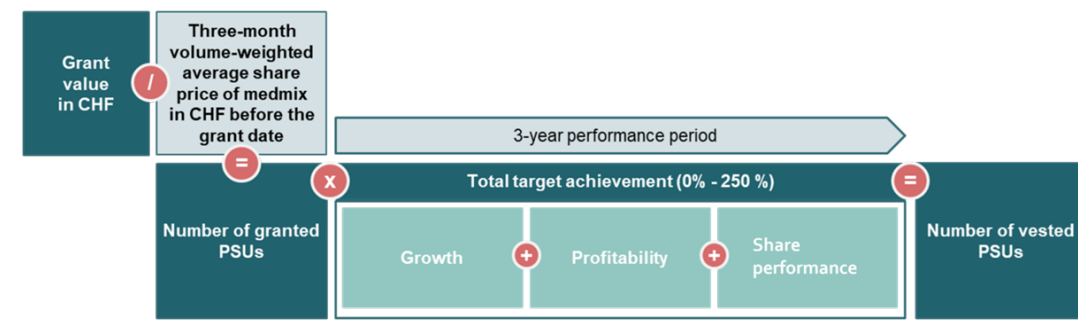 Grant
value
in CHF
/
Three-month
volume-weighted
average share
price of medmix
in CHF before the
grant date
=
3-year performance period
Number of granted
PSUs
x
Total target achievement (0% - 250 %)
Growth
+
Profitability
+
Share
performance
=
Number of vested
PSUs